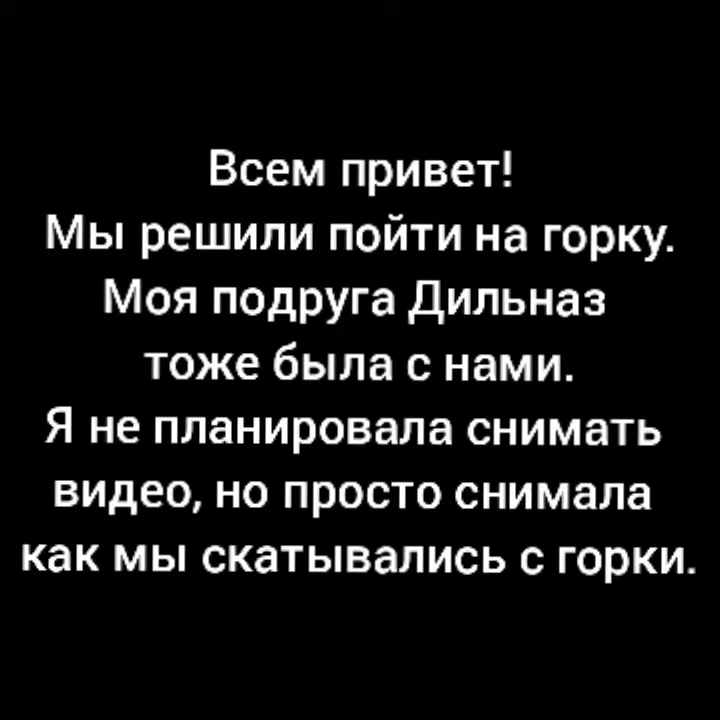 Всем привет!
Мы решили пойти на горку.
Моя подруга Дильназ
тоже была с нами.
Я не планировала снимать
видео, но просто снимала
как мы скатывались с горки.